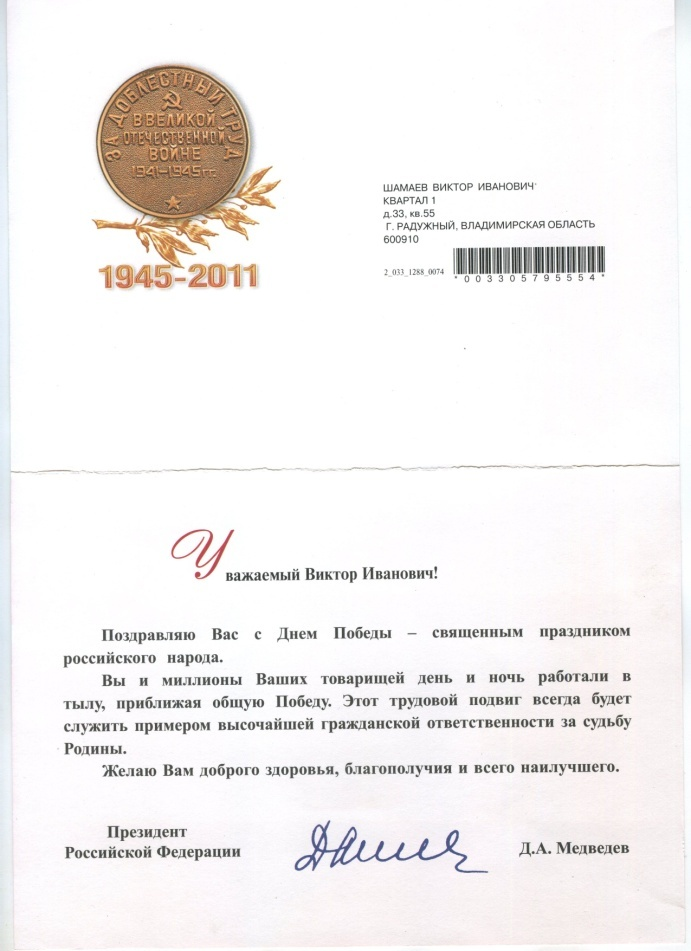 ЗА ДОБЛЕСТНЫЙ ТРУД
В ВЕЛИКОЙ
ОТЕЧЕСТВЕННОЙ
ВОЙНЕ
1941-1945 гг.
1945-2011
ШАМАЕВ ВИКТОР ИВАНОВИЧ
КВАРТАЛ 1
д.33, кв.55
Г. РАДУЖНЫЙ, ВЛАДИМИРСКАЯ ОБЛАСТЬ
600910
2_033_1288_0074
*003305795554*
Уважаемый Виктор Иванович!
Поздравляю Вас с Днем Победы – священным праздником
российского народа.
Вы и миллионы Ваших товарищей день и ночь работали в
тылу, приближая общую Победу. Этот трудовой подвиг всегда будет
служить примером высочайшей гражданской ответственности за судьбу
Родины.
Желаю Вам доброго здоровья, благополучия и всего наилучшего.
Президент
Российской Федерации
Д.А. Медведев